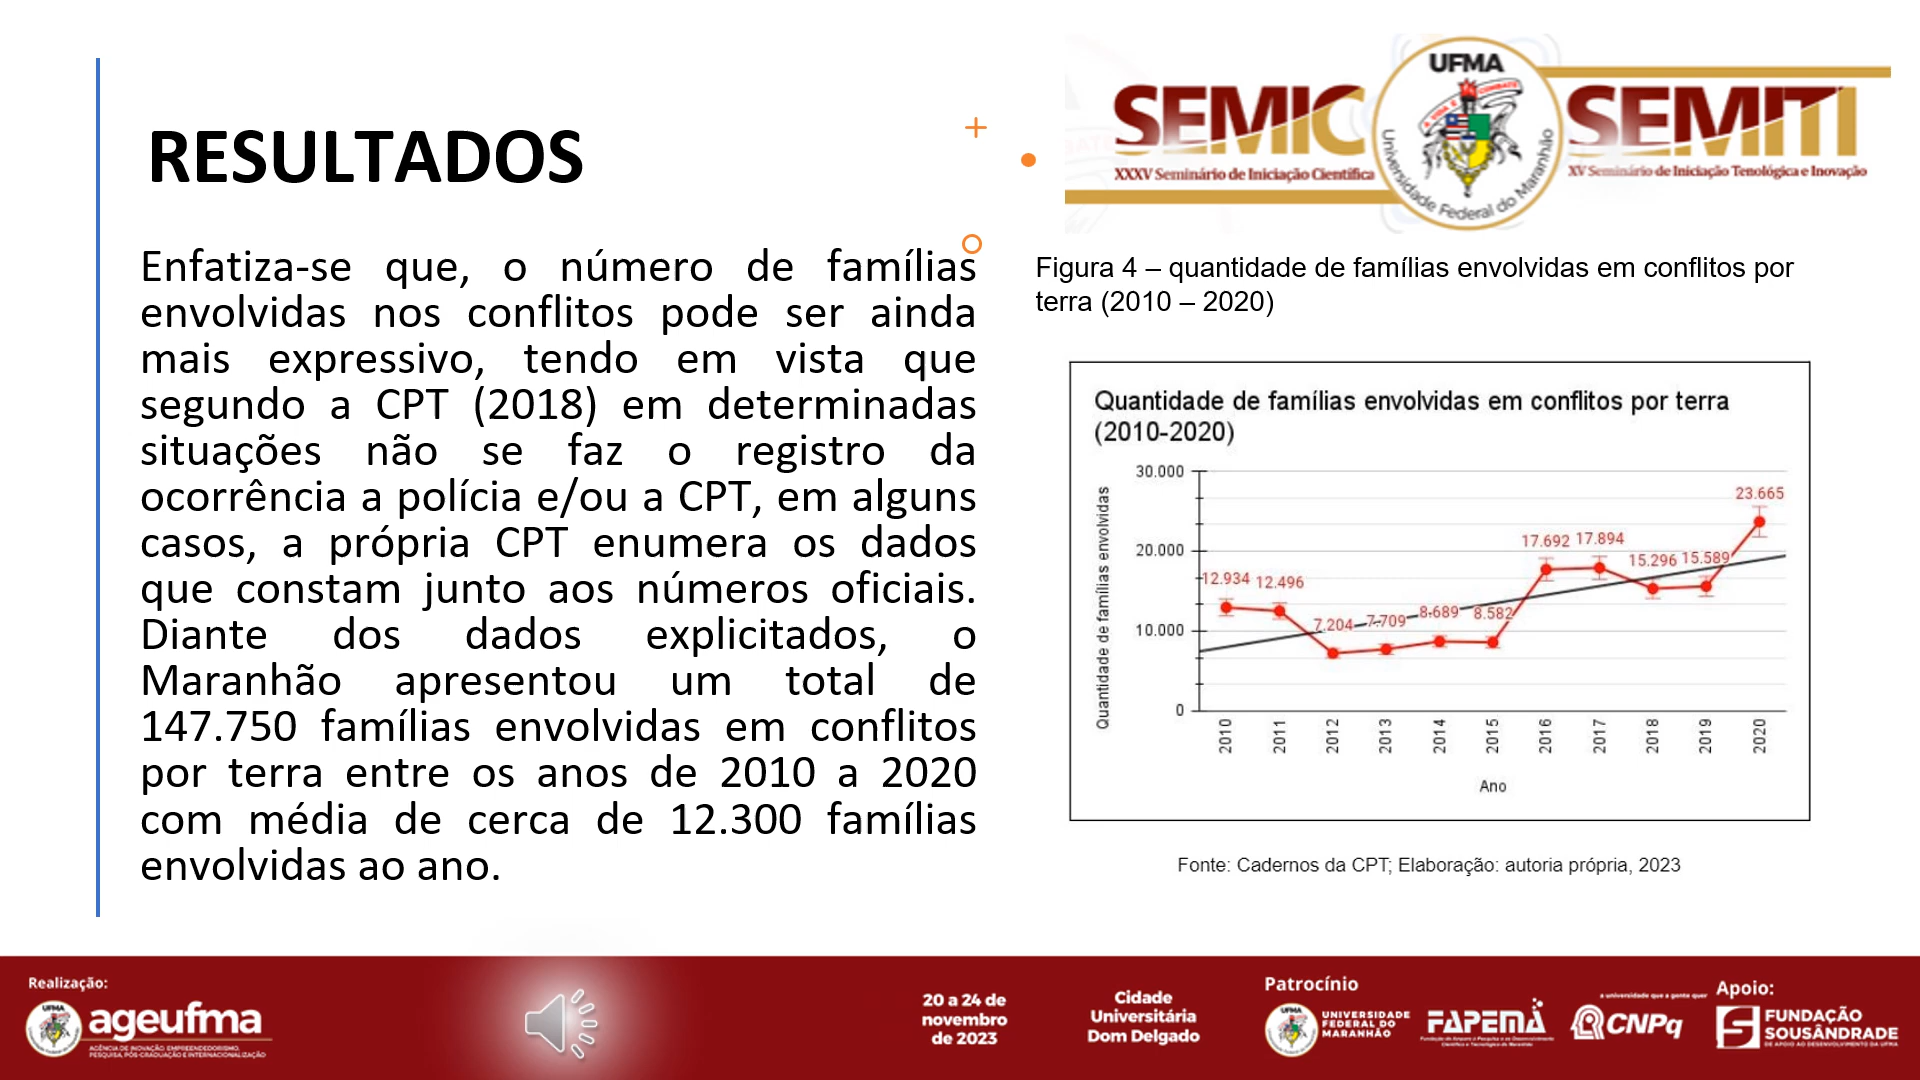 RESULTADOS
Enfatiza-se que, o número de famílias
envolvidas nos conflitos pode ser ainda
mais expressivo, tendo em vista que
segundo a CPT (2018) em determinadas
situações não se faz o registro da
ocorrência a polícia e/ou a CPT, em alguns
casos, a própria CPT enumera os dados
que constam junto aos números oficiais.
Diante dos dados explicitados, o
Maranhão apresentou um total de
147.750 famílias envolvidas em conflitos
por terra entre os anos de 2010 a 2020
com média de cerca de 12.300 famílias
envolvidas ao ano.
SEMIC
XXXV Seminário de Iniciação Científica
UFMA
Universidade Federal do Maranhão
SEMITI
XV Seminário de Iniciação Tenológica e Inovação
Figura 4 – quantidade de famílias envolvidas em conflitos por
terra (2010 – 2020)
Quantidade de famílias envolvidas em conflitos por terra
(2010-2020)
Quantidade de famílias envolvidas
30.000
20.000
10.000
0
12.934
12.496
7.204
7.709
8.689
8.582
17.692
17.894
15.296
15.589
23.665
2010
2011
2012
2013
2014
2015
2016
2017
2018
2019
2020
Ano
Fonte: Cadernos da CPT; Elaboração: autoria própria, 2023
Realização:
UFMA
ageufma
AGÊNCIA DE INOVAÇÃO, EMPREENDEDORISMO,
PESQUISA, PÓS-GRADUAÇÃO E INTERNACIONALIZAÇÃO
20 a 24 de
novembro
de 2023
Cidade
Universitária
Dom Delgado
Patrocínio
UFMA
UNIVERSIDADE
FEDERAL DO
MARANHÃO
FAPEMA
Fundação de Amparo à Pesquisa e ao Desenvolvimento
Científico e Tecnológico do Maranhão
a universidade que a gente quer
CNPq
Apoio:
FUNDAÇÃO
SOUSÂNDRADE
DE APOIO AO DESENVOLVIMENTO DA UFMA